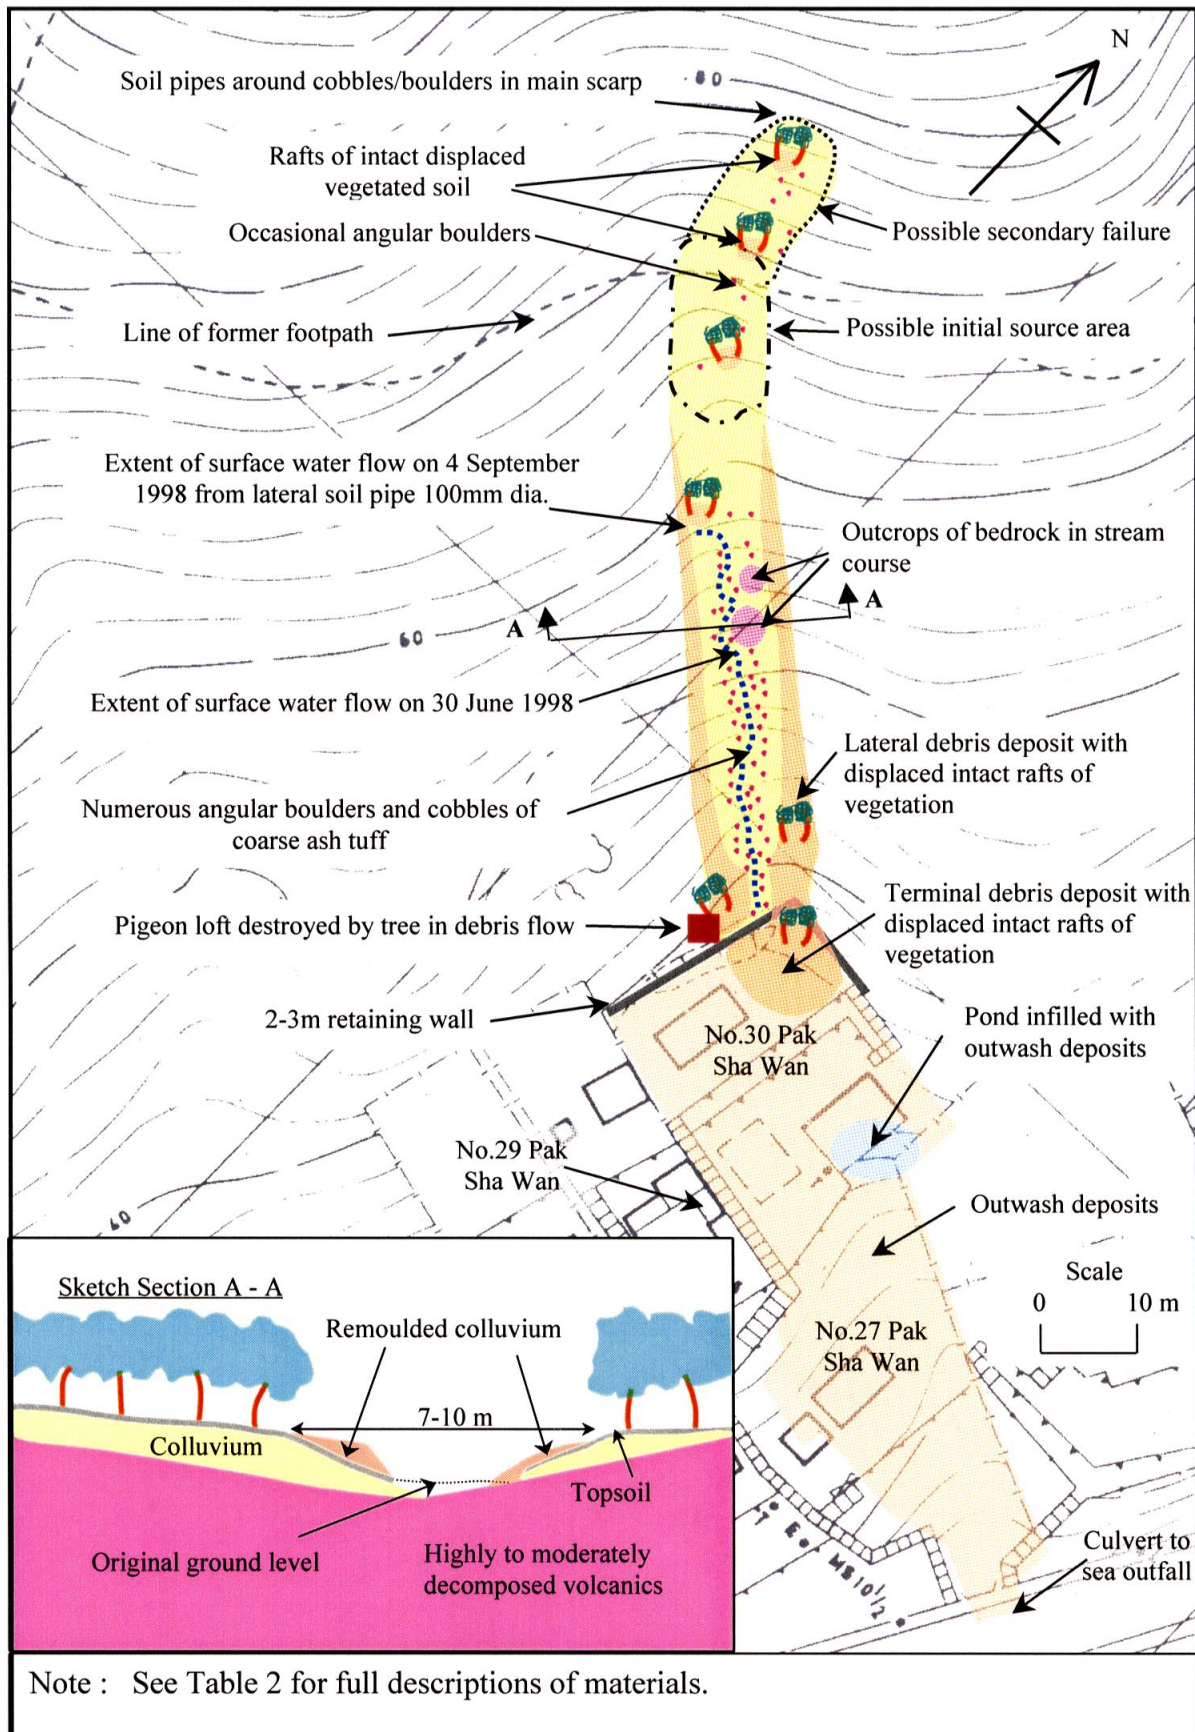 N
Soil pipes around cobbles/boulders in main scarp
80
Rafts of intact displaced
vegetated soil
Occasional angular boulders
Possible secondary failure
Line of former footpath
Possible initial source area
Extent of surface water flow on 4 September
1998 from lateral soil pipe 100mm dia.
Outcrops of bedrock in stream
course
A
A
60
Extent of surface water flow on 30 June 1998
Lateral debris deposit with
displaced intact rafts of
vegetation
Numerous angular boulders and cobbles of
coarse ash tuff
Terminal debris deposit with
displaced intact rafts of
vegetation
Pigeon loft destroyed by tree in debris flow
2-3m retaining wall
No.30 Pak
Sha Wan
Pond infilled with
outwash deposits
No.29 Pak
Sha Wan
40
Outwash deposits
Scale
0 10 m
No.27 Pak
Sha Wan
Sketch Section A - A
Remoulded colluvium
7-10 m
Colluvium
Topsoil
Original ground level
Highly to moderately
decomposed volcanics
MS 10 1/2
Culvert to
sea outfall
Note : See Table 2 for full descriptions of materials.